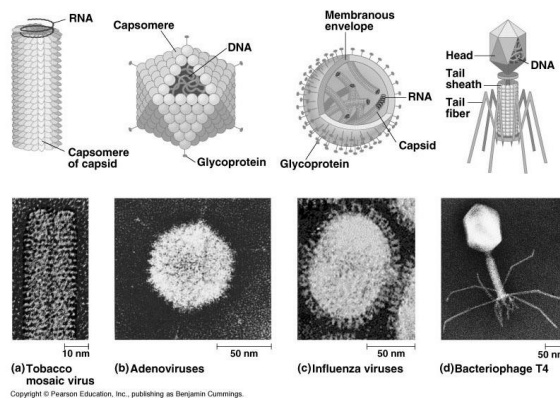 RNA
Capsomere
of capsid
Capsomere
DNA
Glycoprotein
Membranous
envelope
RNA
Capsid
Glycoprotein
Head
DNA
Tail
sheath
Tail
fiber
10 nm
50 nm
50 nm
50 nm
(a) Tobacco
mosaic virus
(b) Adenoviruses
(c) Influenza viruses
(d) Bacteriophage T4
Copyright © Pearson Education, Inc., publishing as Benjamin Cummings.